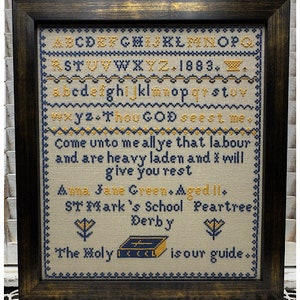 ABCDEFGHIJKLMNOPQ
RSTUVWXYZ. 1883.
abcdefghijklmnopqrstuv
wxyz. Thou GOD seest me.
Come unto me all ye that labour
and are heavy laden and I will
give you rest
Anna Jane Green. Aged 11.
ST Mark's School Peartree
Derby
The Holy is our guide.